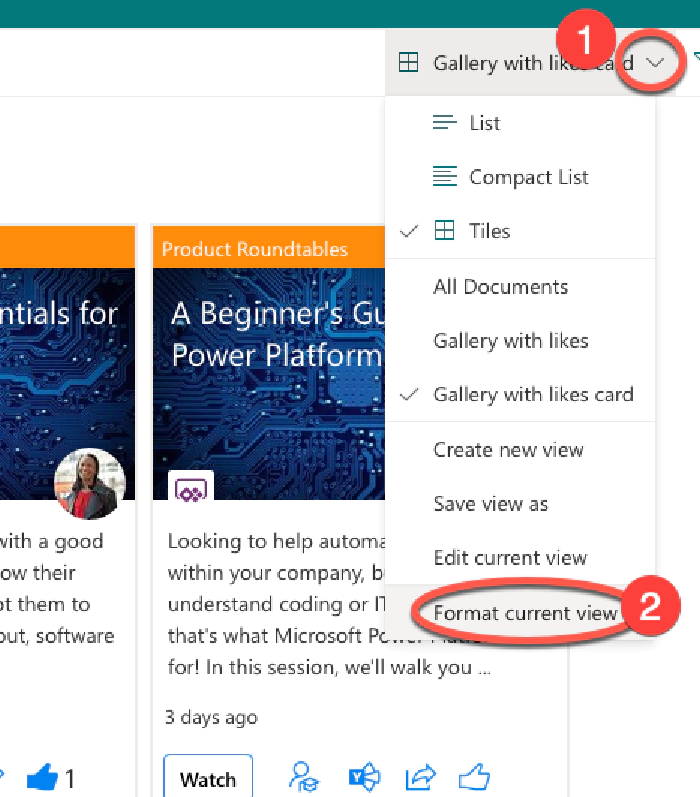 1
Gallery with likes card
List
Compact List
Tiles
All Documents
Gallery with likes
Gallery with likes card
Create new view
Save view as
Edit current view
Format current view
2
ntials for
with a good
ow their
ot them to
out, software
1
Product Roundtables
A Beginner's Gu
Power Platform
Looking to help automa
within your company, b
understand coding or IT
that's what Microsoft Power Platfo
for! In this session, we'll walk you ...
3 days ago
Watch